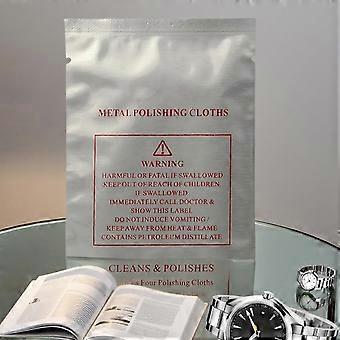 METAL POLISHING CLOTHS
WARNING
HARMFUL OR FATAL IF SWALLOWED
KEEP OUT OF REACH OF CHILDREN
IF SWALLOWED
IMMEDIATELY CALL DOCTOR &
SHOW THIS LABEL
DO NOT INDUCE VOMITING /
KEEP AWAY FROM HEAT & FLAME
CONTAINS PETROLEUM DISTILLATE
CLEANS & POLISHES
Four Polishing Cloths